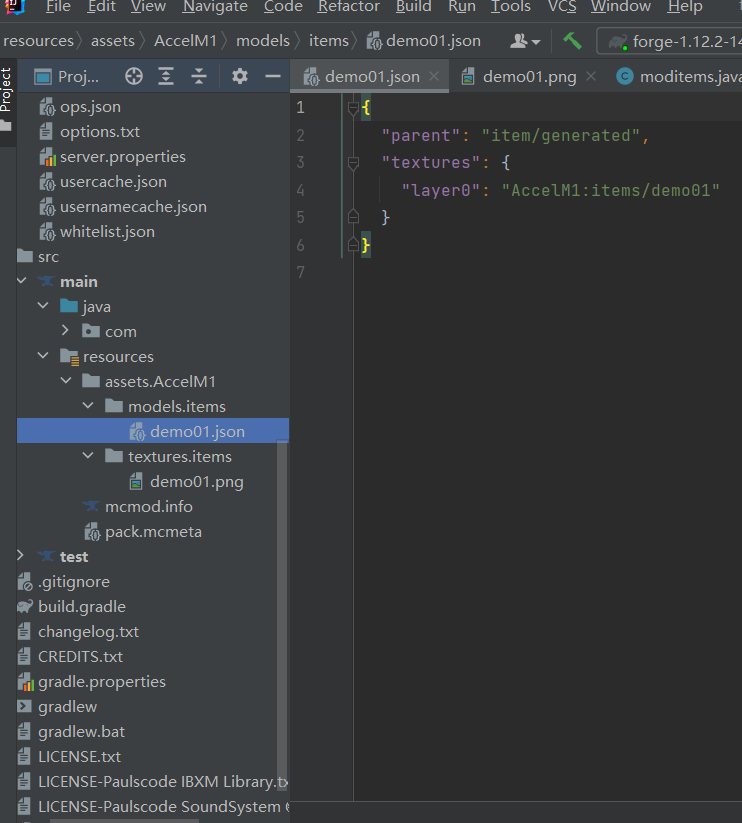 File Edit View Navigate Code Refactor Build Run Tools VCS Window Help
resources assets AccelM1 models items demo01.json forge-1.12.2-14
Project
Proj...
demo01.json demo01.png moditems.java
ops.json
options.txt
server.properties
usercache.json
usernamecache.json
whitelist.json
src
main
java
com
resources
assets.AccelM1
models.items
demo01.json
textures.items
demo01.png
mcmod.info
pack.mcmeta
test
.gitignore
build.gradle
changelog.txt
CREDITS.txt
gradle.properties
gradlew
gradlew.bat
LICENSE.txt
LICENSE-Paulscode IBXM Library.tx
LICENSE-Paulscode SoundSystem
1 {
2 "parent": "item/generated",
3 "textures": {
4 "layer0": "AccelM1:items/demo01"
5 }
6 }
7